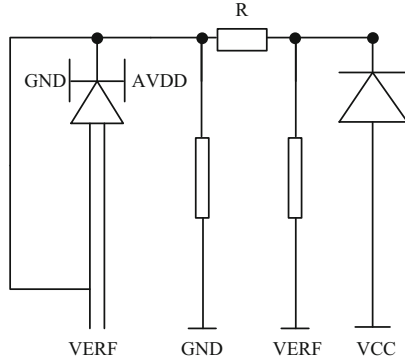 R
GND
AVDD
VERF
GND
VERF
VCC